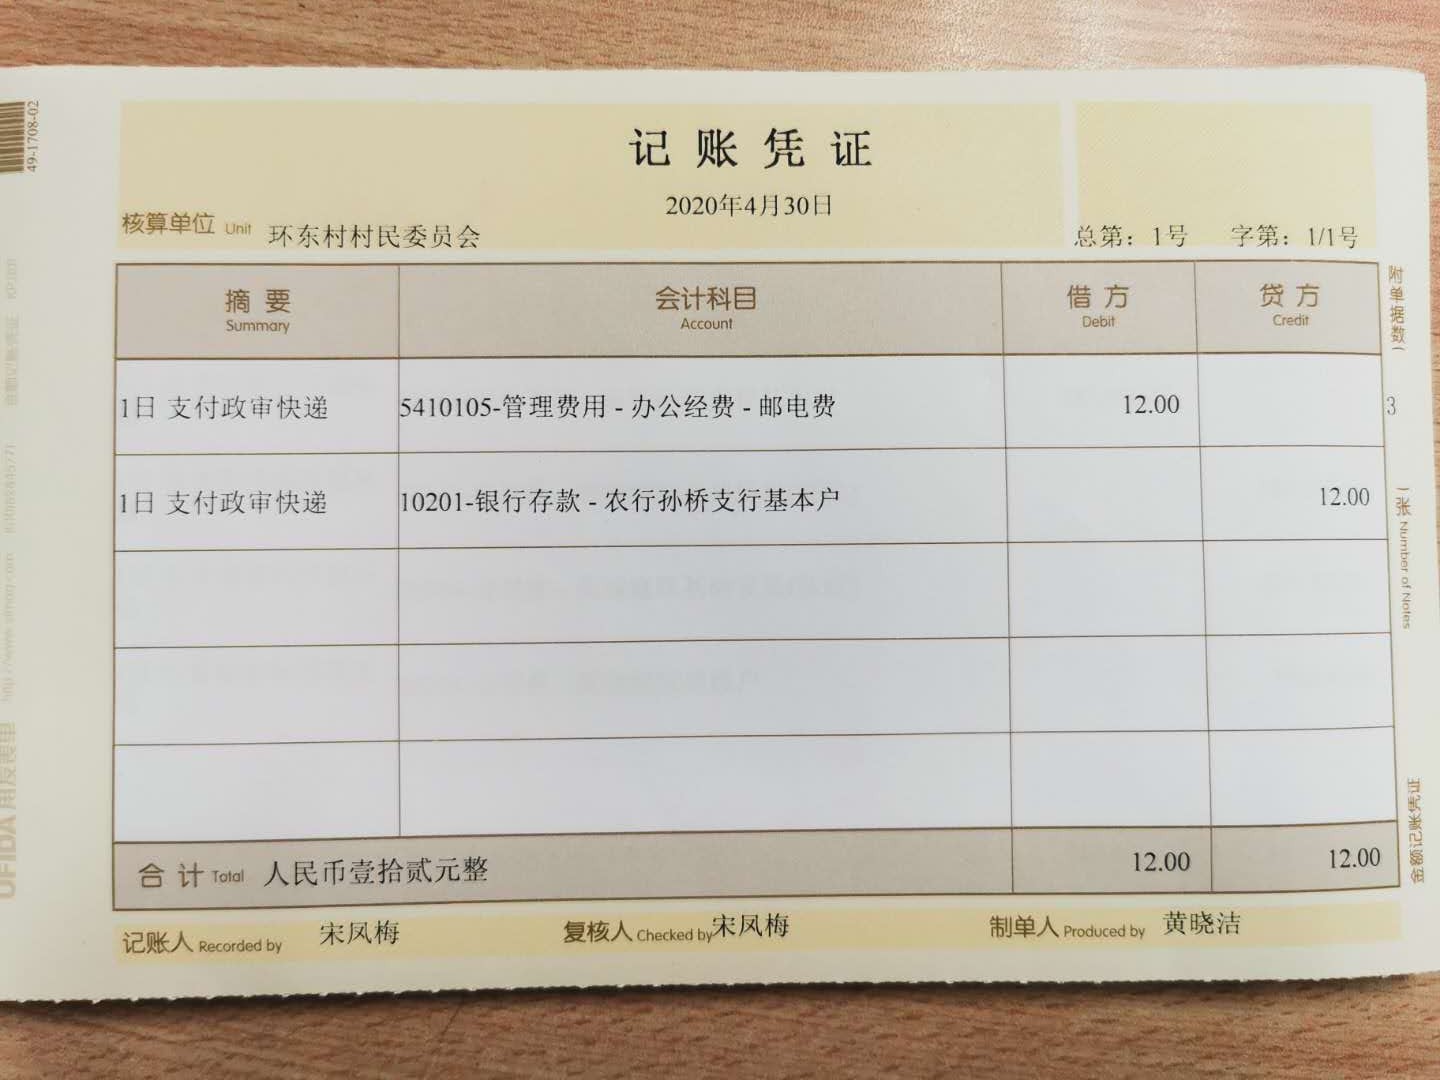 49-1708-02
记账凭证
2020年4月30日
核算单位 Unit 环东村村民委员会
总第：1号 字第：1/1号
摘要 会计科目 借方 贷方
Summary Account Debit Credit
附单据数(
1日 支付政审快递 5410105-管理费用 - 办公经费 - 邮电费 12.00
3
1日 支付政审快递 10201-银行存款 - 农行孙桥支行基本户 12.00
)张 Number of Notes
合计 Total 人民币壹拾贰元整 12.00 12.00
金额记账凭证
记账人 Recorded by 宋凤梅 复核人 Checked by 宋凤梅 制单人 Produced by 黄晓洁
UFIDA 用友表单